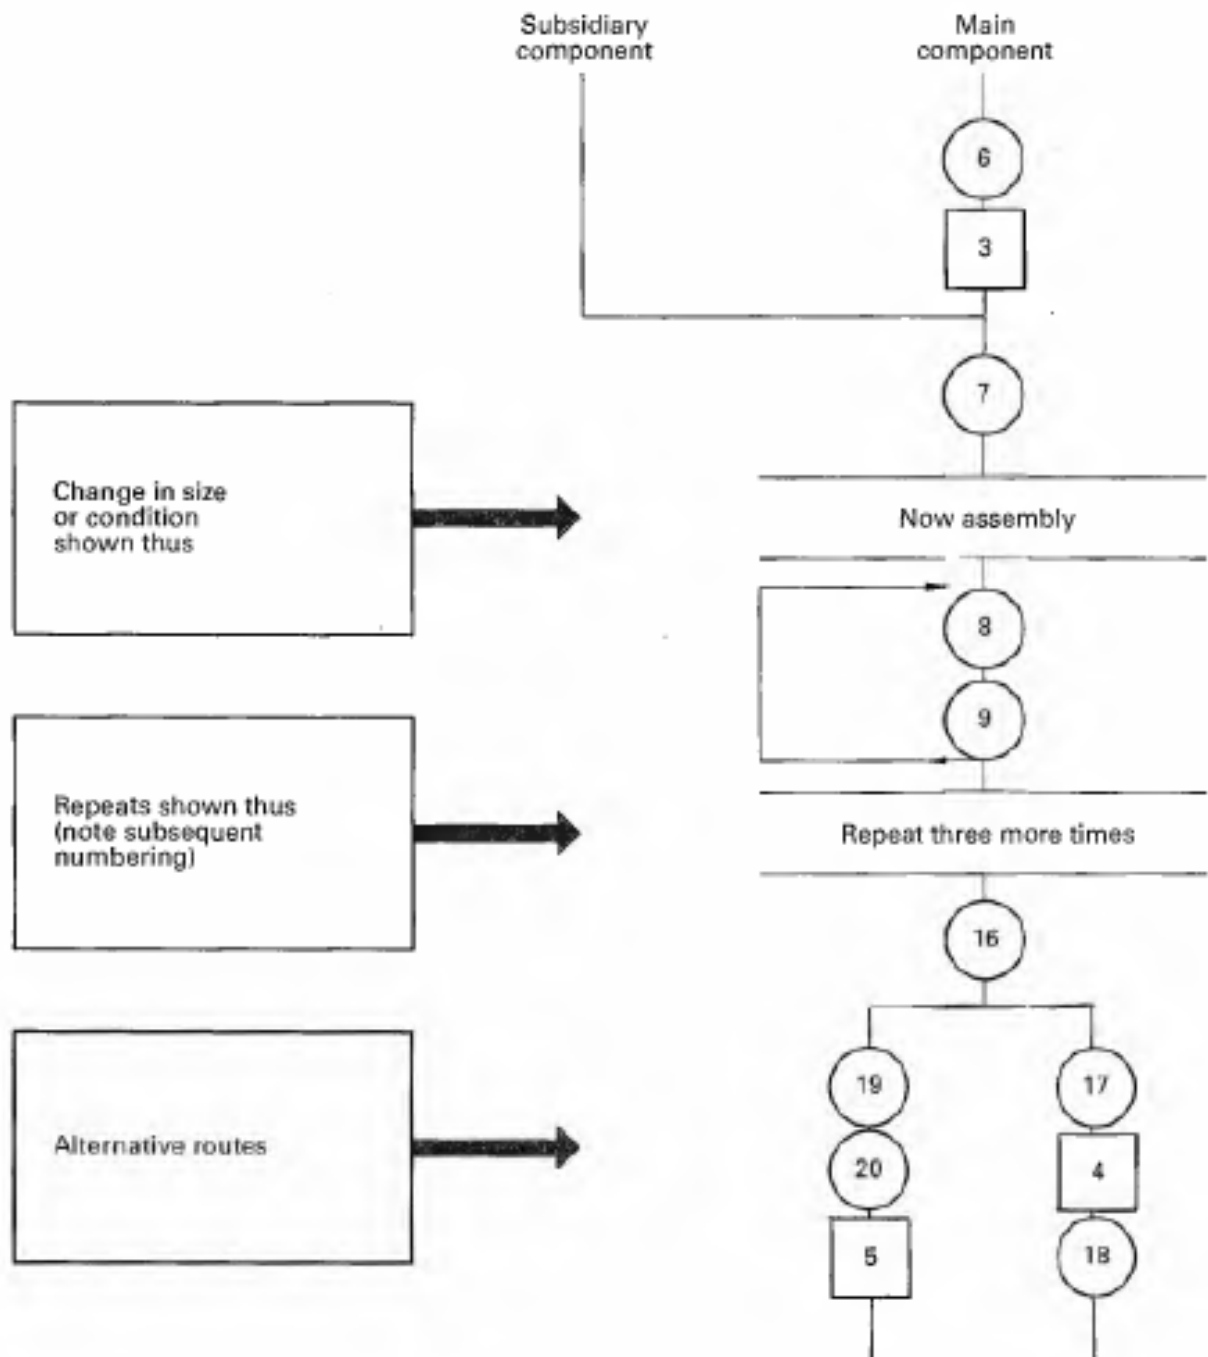 Subsidiary
component
Main
component
6
3
7
Change in size
or condition
shown thus
Now assembly
8
9
Repeats shown thus
(note subsequent
numbering)
Repeat three more times
16
19
17
Alternative routes
20
4
5
18